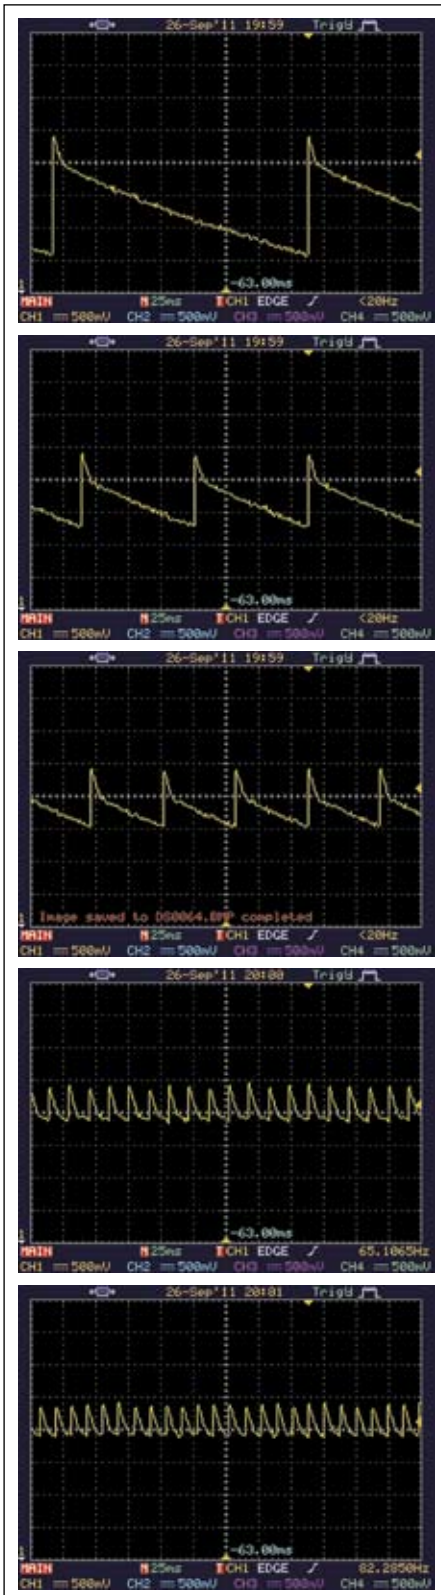 26-Sep'11 19:59 Trig'd
-63.00ms
MAIN M 25ms T CH1 EDGE <20Hz
CH1 500mV CH2 500mV CH3 500mV CH4 500mV
26-Sep'11 19:59 Trig'd
-63.00ms
MAIN M 25ms T CH1 EDGE <20Hz
CH1 500mV CH2 500mV CH3 500mV CH4 500mV
26-Sep'11 19:59 Trig'd
Image saved to DS0064.BMP completed
MAIN M 25ms T CH1 EDGE <20Hz
CH1 500mV CH2 500mV CH3 500mV CH4 500mV
26-Sep'11 20:00 Trig'd
-63.00ms
MAIN M 25ms T CH1 EDGE 65.1065Hz
CH1 500mV CH2 500mV CH3 500mV CH4 500mV
26-Sep'11 20:01 Trig'd
-63.00ms
MAIN M 25ms T CH1 EDGE 82.2850Hz
CH1 500mV CH2 500mV CH3 500mV CH4 500mV